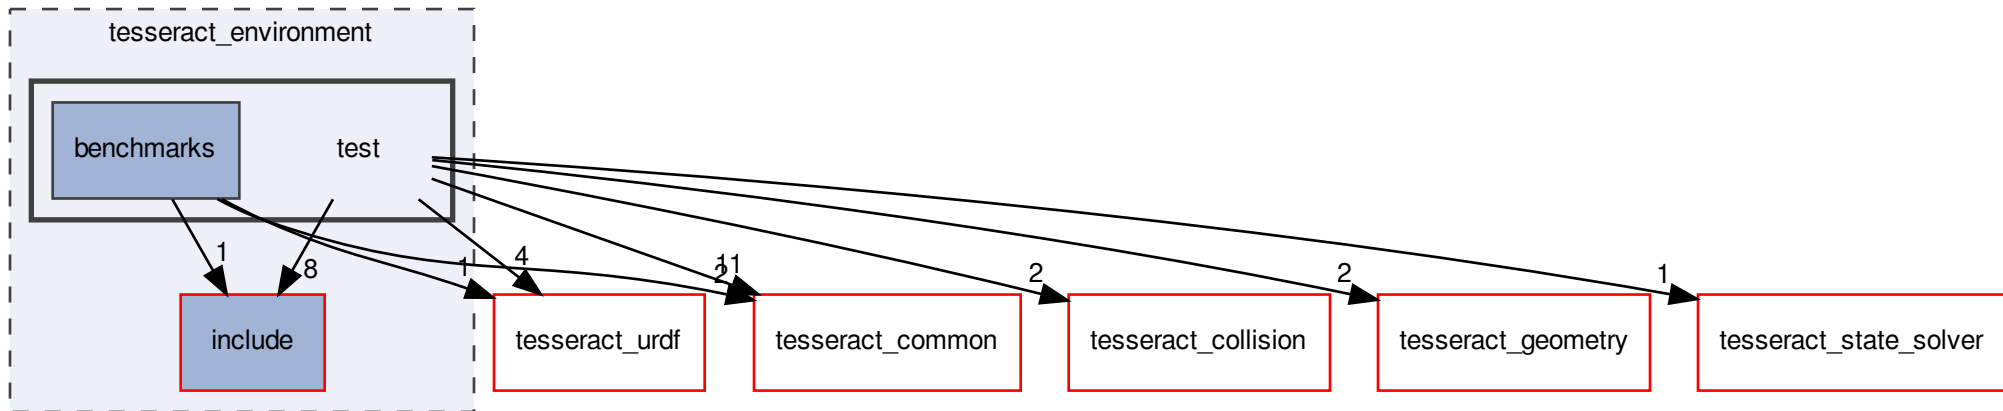 tesseract_environment
benchmarks
test
1
8
1
4
2
11
2
2
1
include
tesseract_urdf
tesseract_common
tesseract_collision
tesseract_geometry
tesseract_state_solver